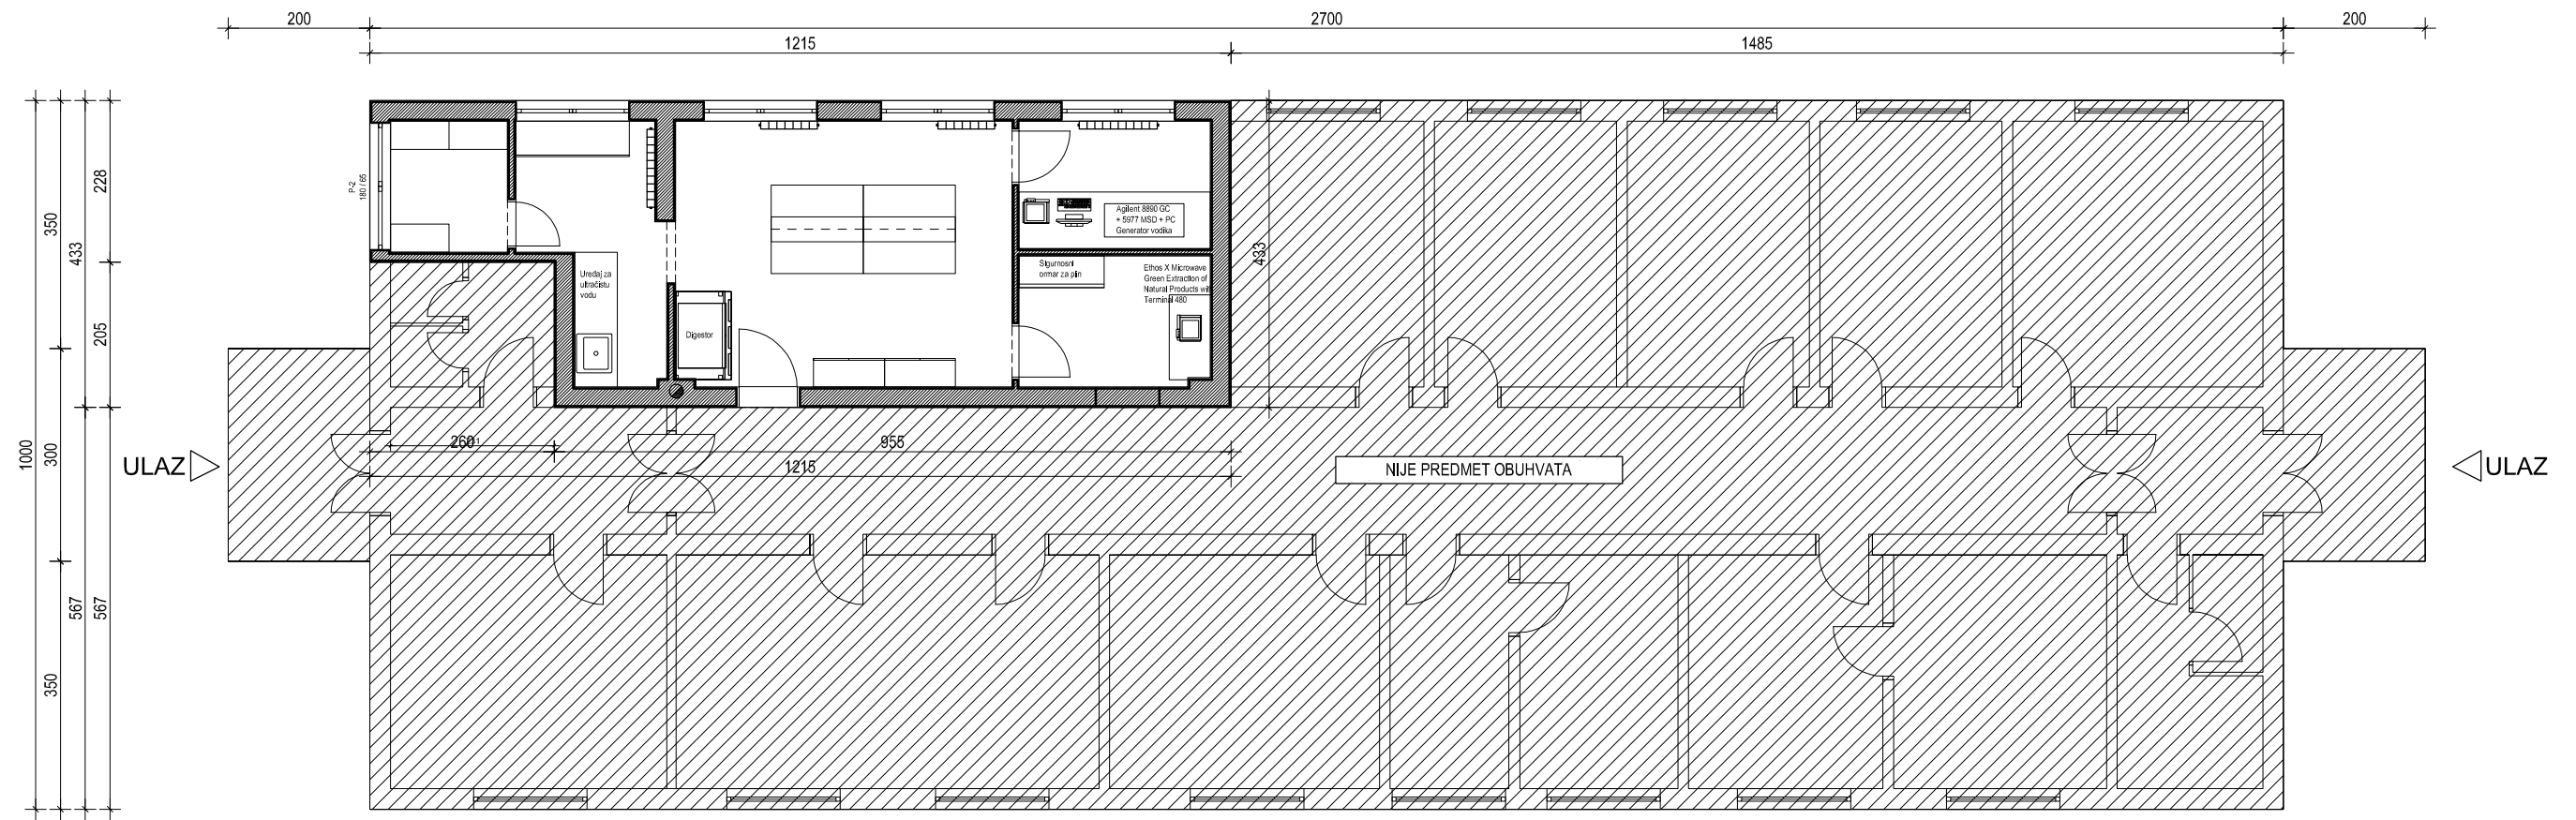 200
2700
200
1215
1485
1000
350
300
350
433
567
228
205
567
P-2
180 / 65
Uređaj za
ultračistu
vodu
Digestor
Agilent 8890 GC
+ 5977 MSD + PC
Generator vodika
Sigurnosni
ormar za plin
Ethos X Microwave
Green Extraction of
Natural Products wit
Terminal 480
433
260
955
1215
ULAZ
NIJE PREDMET OBUHVATA
ULAZ